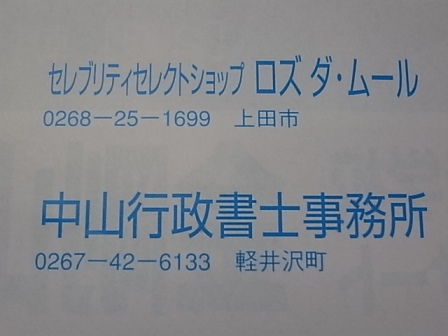 セレブリティセレクトショップ ロズ ダ・ムール
0268−25−1699 上田市
中山行政書士事務所
0267−42−6133 軽井沢町